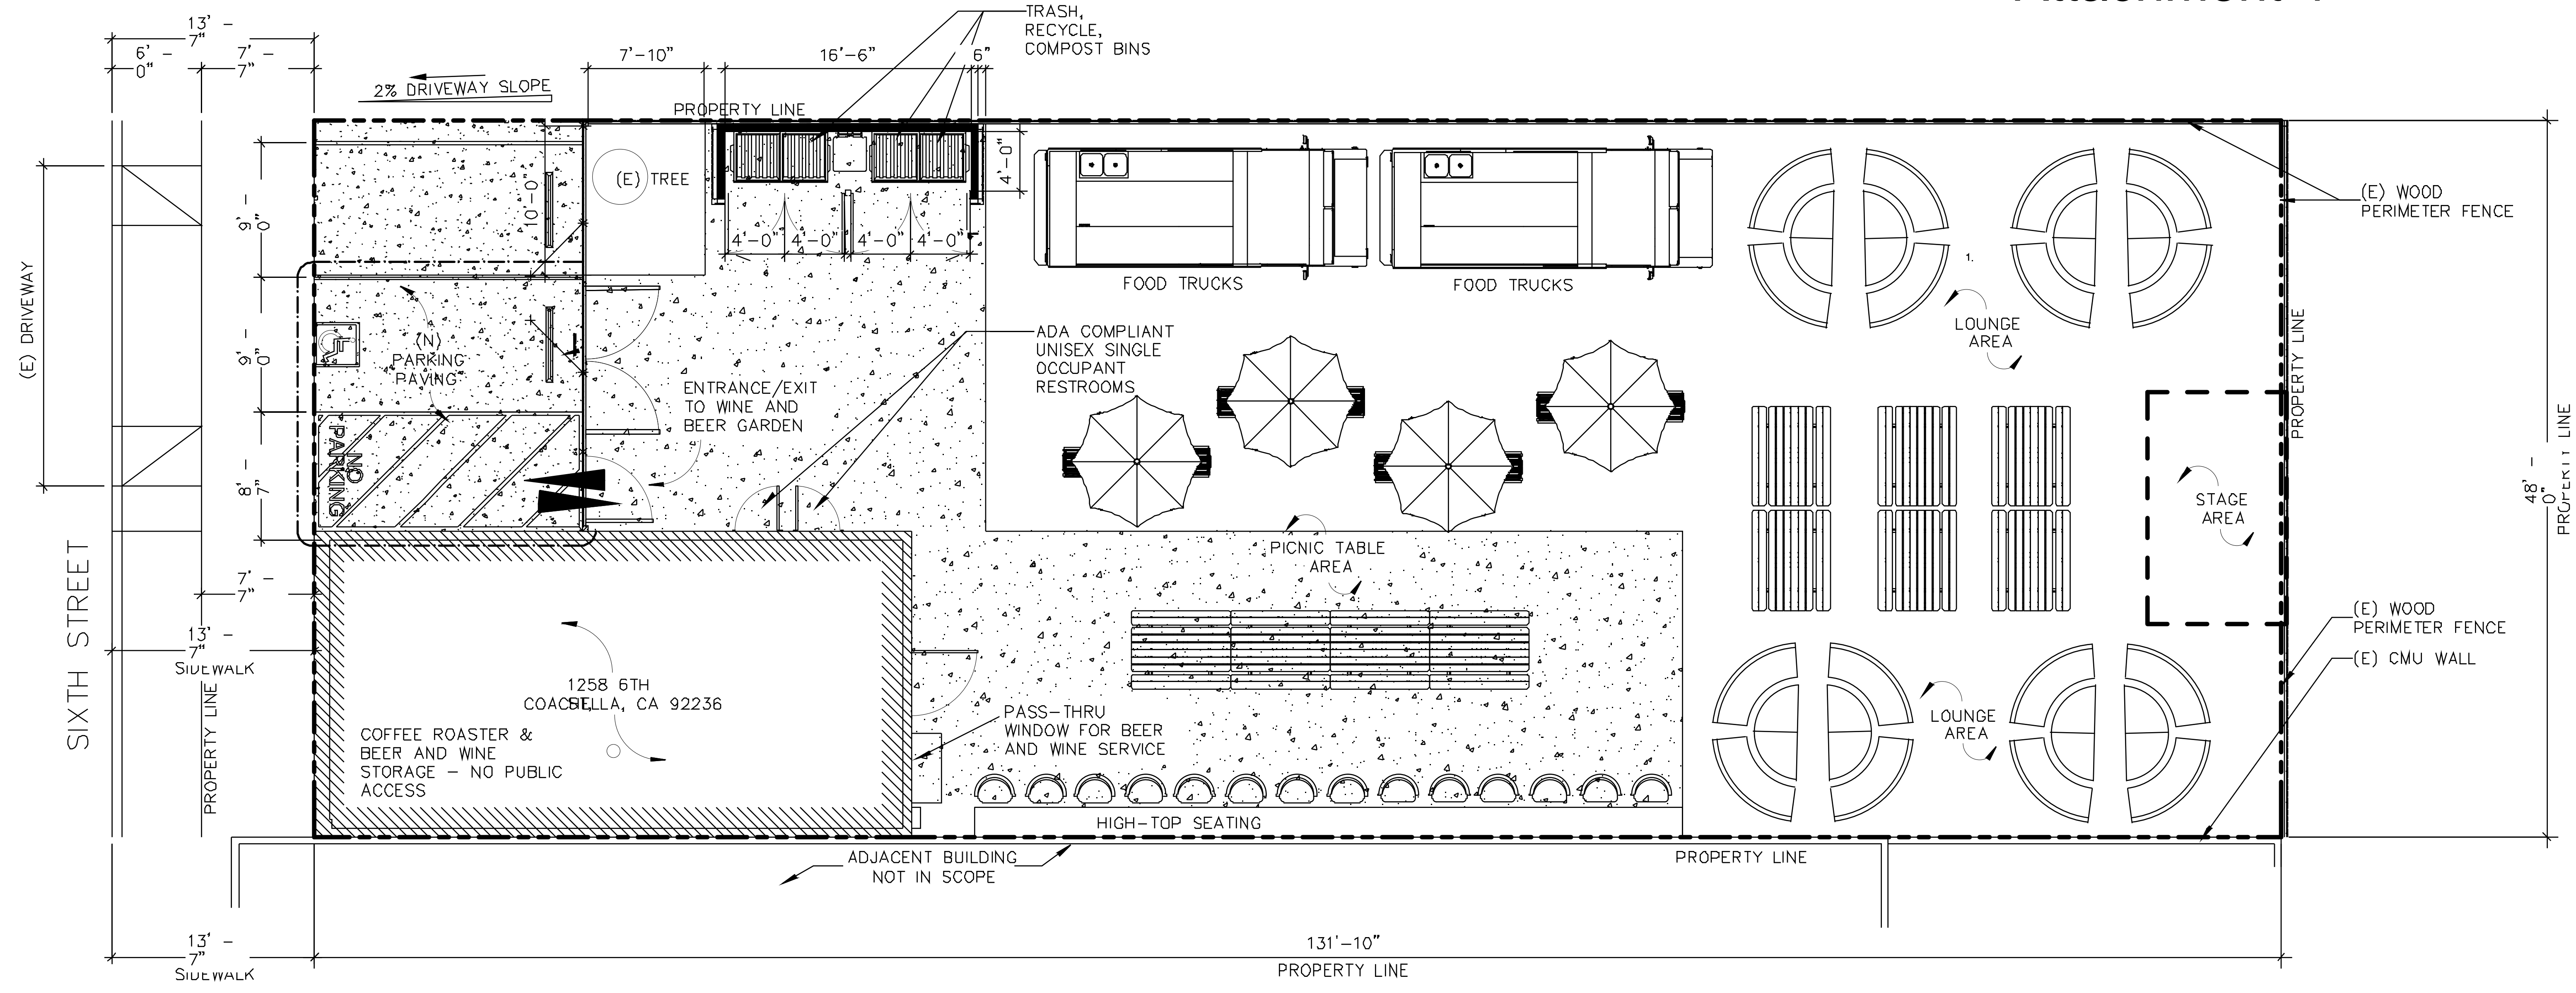 13' -
7"
6' -
0"
7' -
7"
2% DRIVEWAY SLOPE
7'-10"
16'-6"
6"
TRASH,
RECYCLE,
COMPOST BINS
PROPERTY LINE
(E) TREE
10'-0"
4'-0"
4'-0"
4'-0"
4'-0"
4'-0"
FOOD TRUCKS
FOOD TRUCKS
1.
LOUNGE
AREA
(E) WOOD
PERIMETER FENCE
PROPERTY LINE
(E) DRIVEWAY
9' -
0"
9' -
0"
8' -
7"
(N)
PARKING
PAVING
NO
PARKING
ENTRANCE/EXIT
TO WINE AND
BEER GARDEN
ADA COMPLIANT
UNISEX SINGLE
OCCUPANT
RESTROOMS
PICNIC TABLE
AREA
STAGE
AREA
48' -
0"
PROPERTY LINE
SIXTH STREET
7' -
7"
13' -
7"
SIDEWALK
PROPERTY LINE
1258 6TH
COACHELLA, CA 92236
COFFEE ROASTER &
BEER AND WINE
STORAGE - NO PUBLIC
ACCESS
PASS-THRU
WINDOW FOR BEER
AND WINE SERVICE
HIGH-TOP SEATING
LOUNGE
AREA
(E) WOOD
PERIMETER FENCE
(E) CMU WALL
ADJACENT BUILDING
NOT IN SCOPE
PROPERTY LINE
13' -
7"
SIDEWALK
131'-10"
PROPERTY LINE